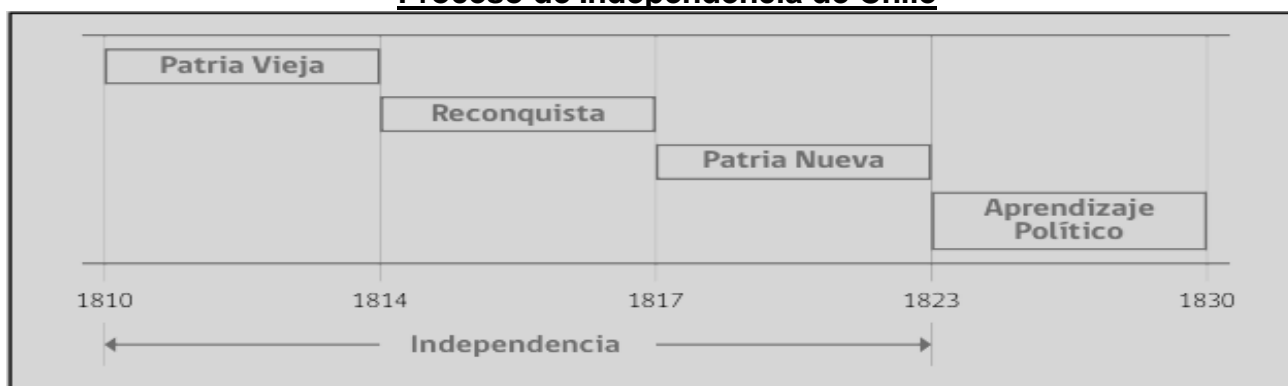 Proceso de Independencia de Chile
Patria Vieja
Reconquista
Patria Nueva
Aprendizaje
Político
1810 1814 1817 1823 1830
Independencia